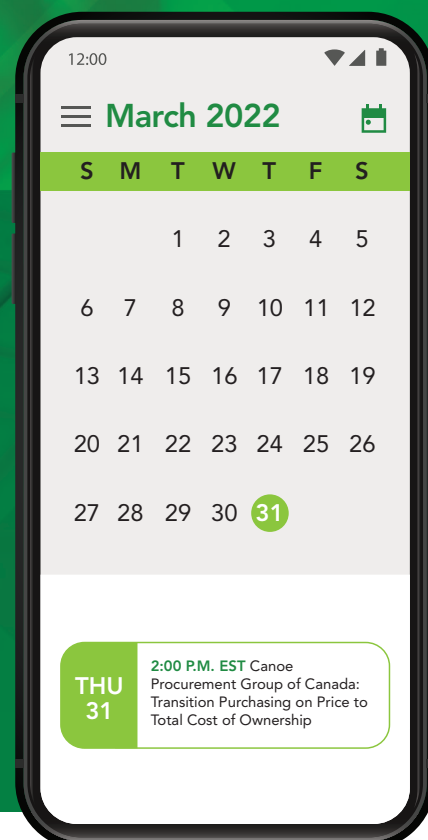 12:00
March 2022
S M T W T F S
1 2 3 4 5
6 7 8 9 10 11 12
13 14 15 16 17 18 19
20 21 22 23 24 25 26
27 28 29 30 31
THU
31
2:00 P.M. EST Canoe
Procurement Group of Canada:
Transition Purchasing on Price to
Total Cost of Ownership